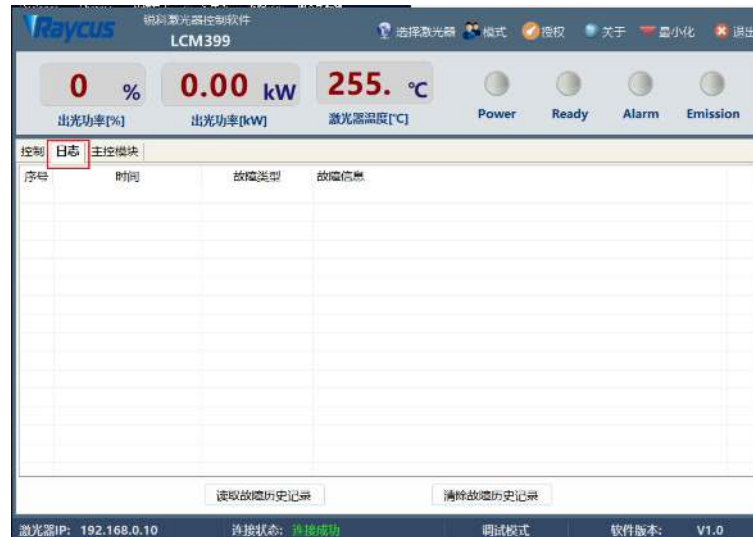 Raycus
锐科激光器控制软件
LCM399
选择激光器 模式 授权 关于 最小化 退出
0 % 0.00 kW 255. ℃
出光功率[%] 出光功率[kW] 激光器温度[℃] Power Ready Alarm Emission
控制 日志 主控模块
序号 时间 故障类型 故障信息
读取故障历史记录 清除故障历史记录
激光器IP: 192.168.0.10 连接状态: 连接成功 调试模式 软件版本: V1.0